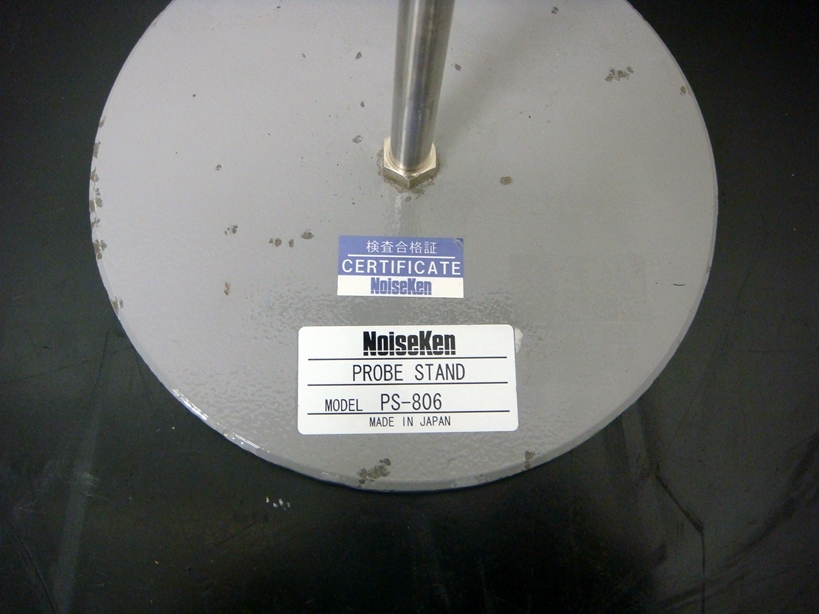 検査合格証
CERTIFICATE
NoiseKen
NoiseKen
PROBE STAND
MODEL PS-806
MADE IN JAPAN